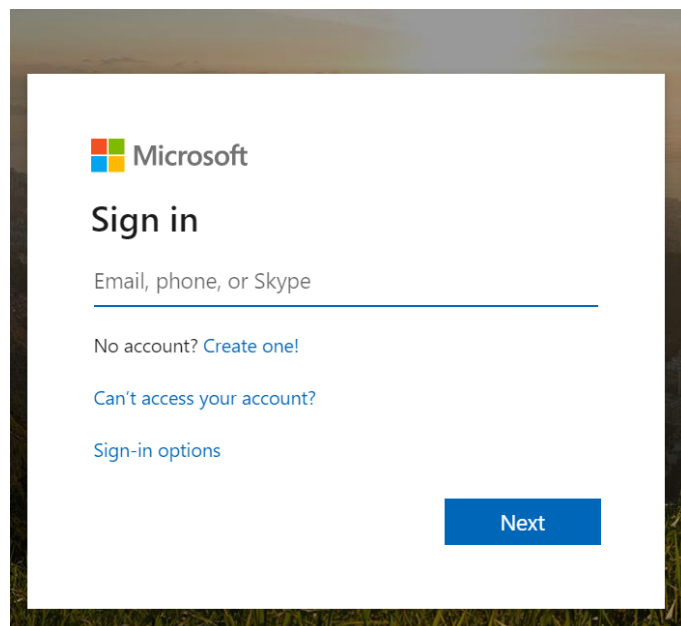 Microsoft
Sign in
Email, phone, or Skype
No account? Create one!
Can't access your account?
Sign-in options
Next